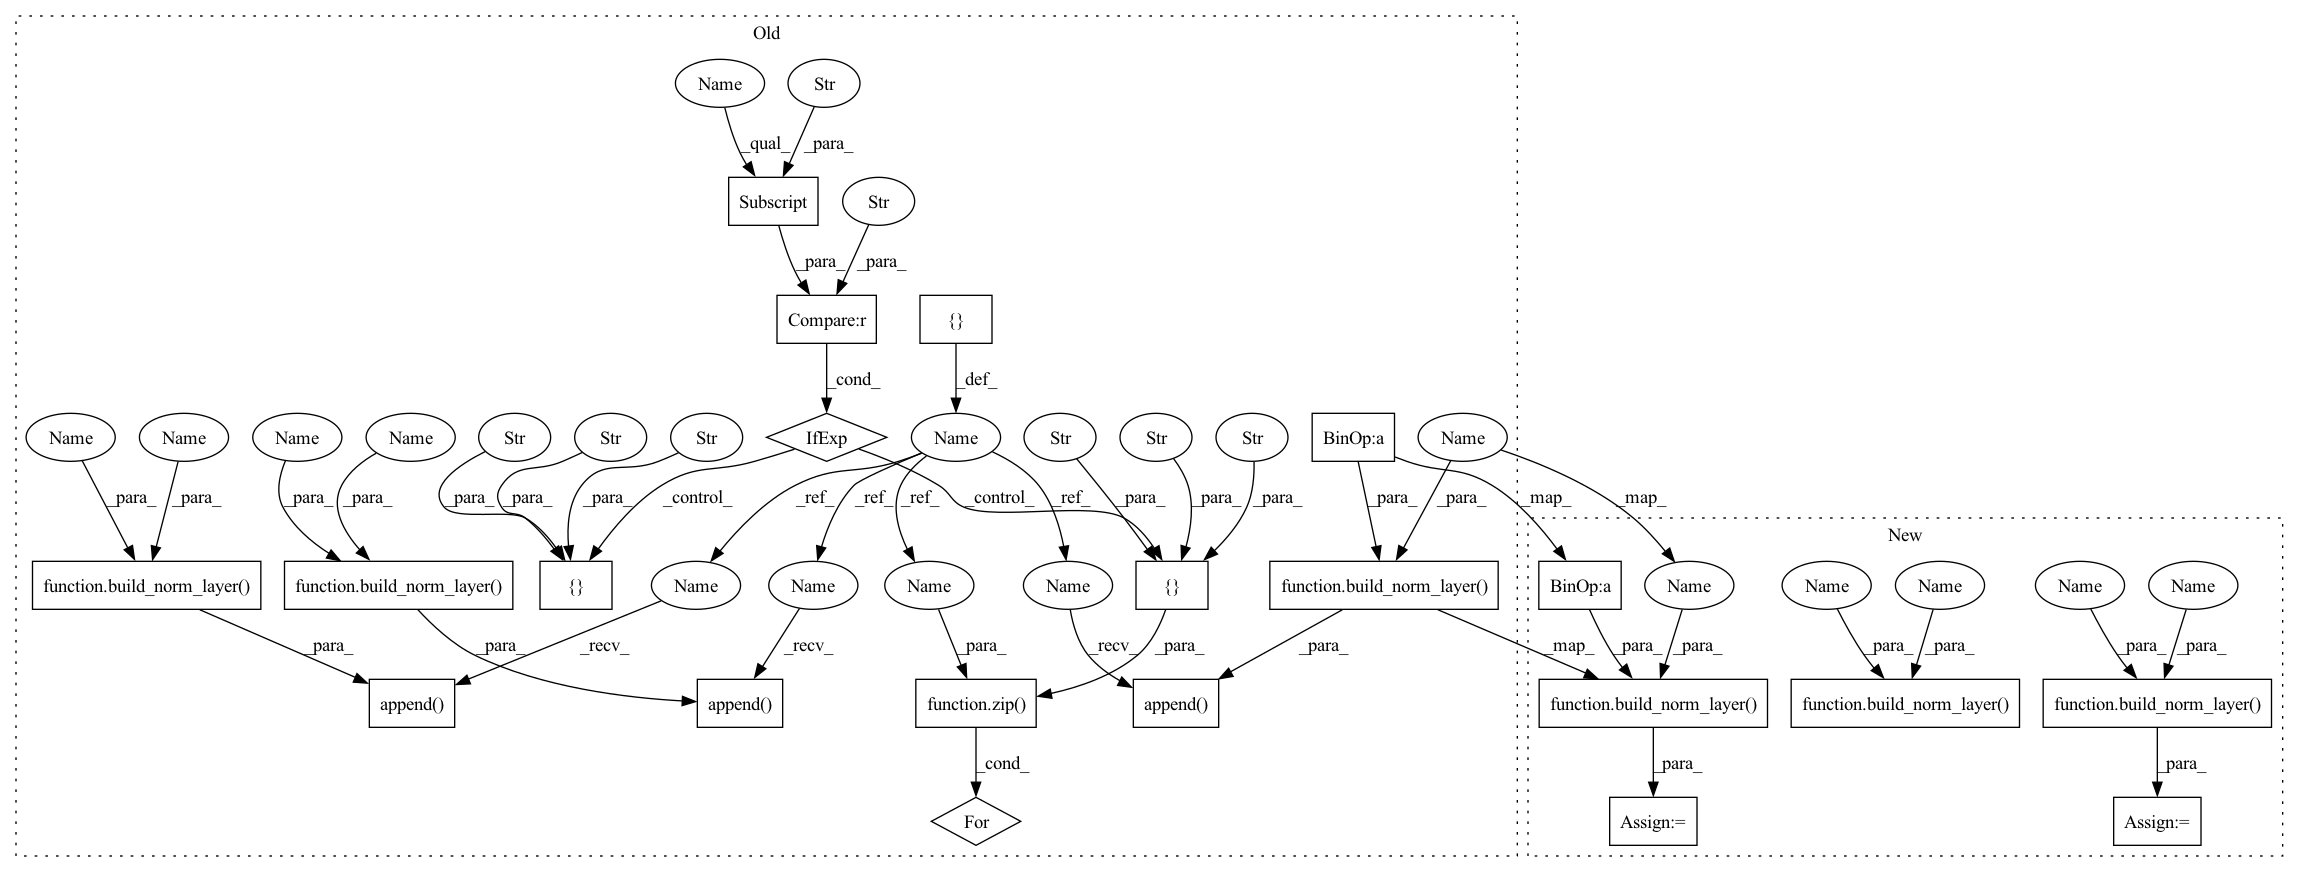 Old
Name
Str
_qual_
_para_
Subscript
Str
_para_
_para_
Compare:r
{}
_cond_
_def_
Name
Name
Name
Name
Str
Str
Str
IfExp
Name
Str
Str
Str
BinOp:a
Name
_para_
_para_
_para_
_para_
_para_
_para_
_para_
_control_
_ref_
_ref_
_ref_
_control_
_ref_
_para_
_para_
_para_
_para_
_para_
_map_
_map_
New
function.build_norm_layer()
function.build_norm_layer()
{}
Name
Name
Name
Name
{}
function.build_norm_layer()
BinOp:a
Name
Name
Name
Name
Name
_para_
_para_
_recv_
_recv_
_para_
_recv_
_para_
_para_
_map_
_para_
_para_
_para_
_para_
_para_
_para_
append()
append()
function.zip()
append()
function.build_norm_layer()
function.build_norm_layer()
function.build_norm_layer()
_cond_
_para_
_para_
For
Assign:=
Assign:=